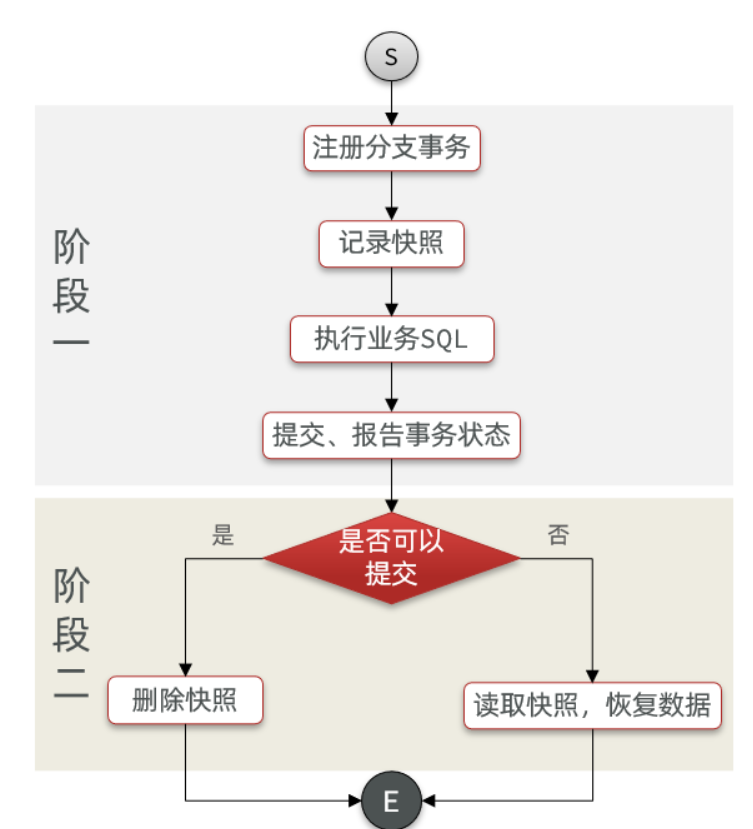 S
注册分支事务
记录快照
阶
段
一
执行业务SQL
提交、报告事务状态
是否可以
提交
是
否
阶
段
二
删除快照
读取快照，恢复数据
E